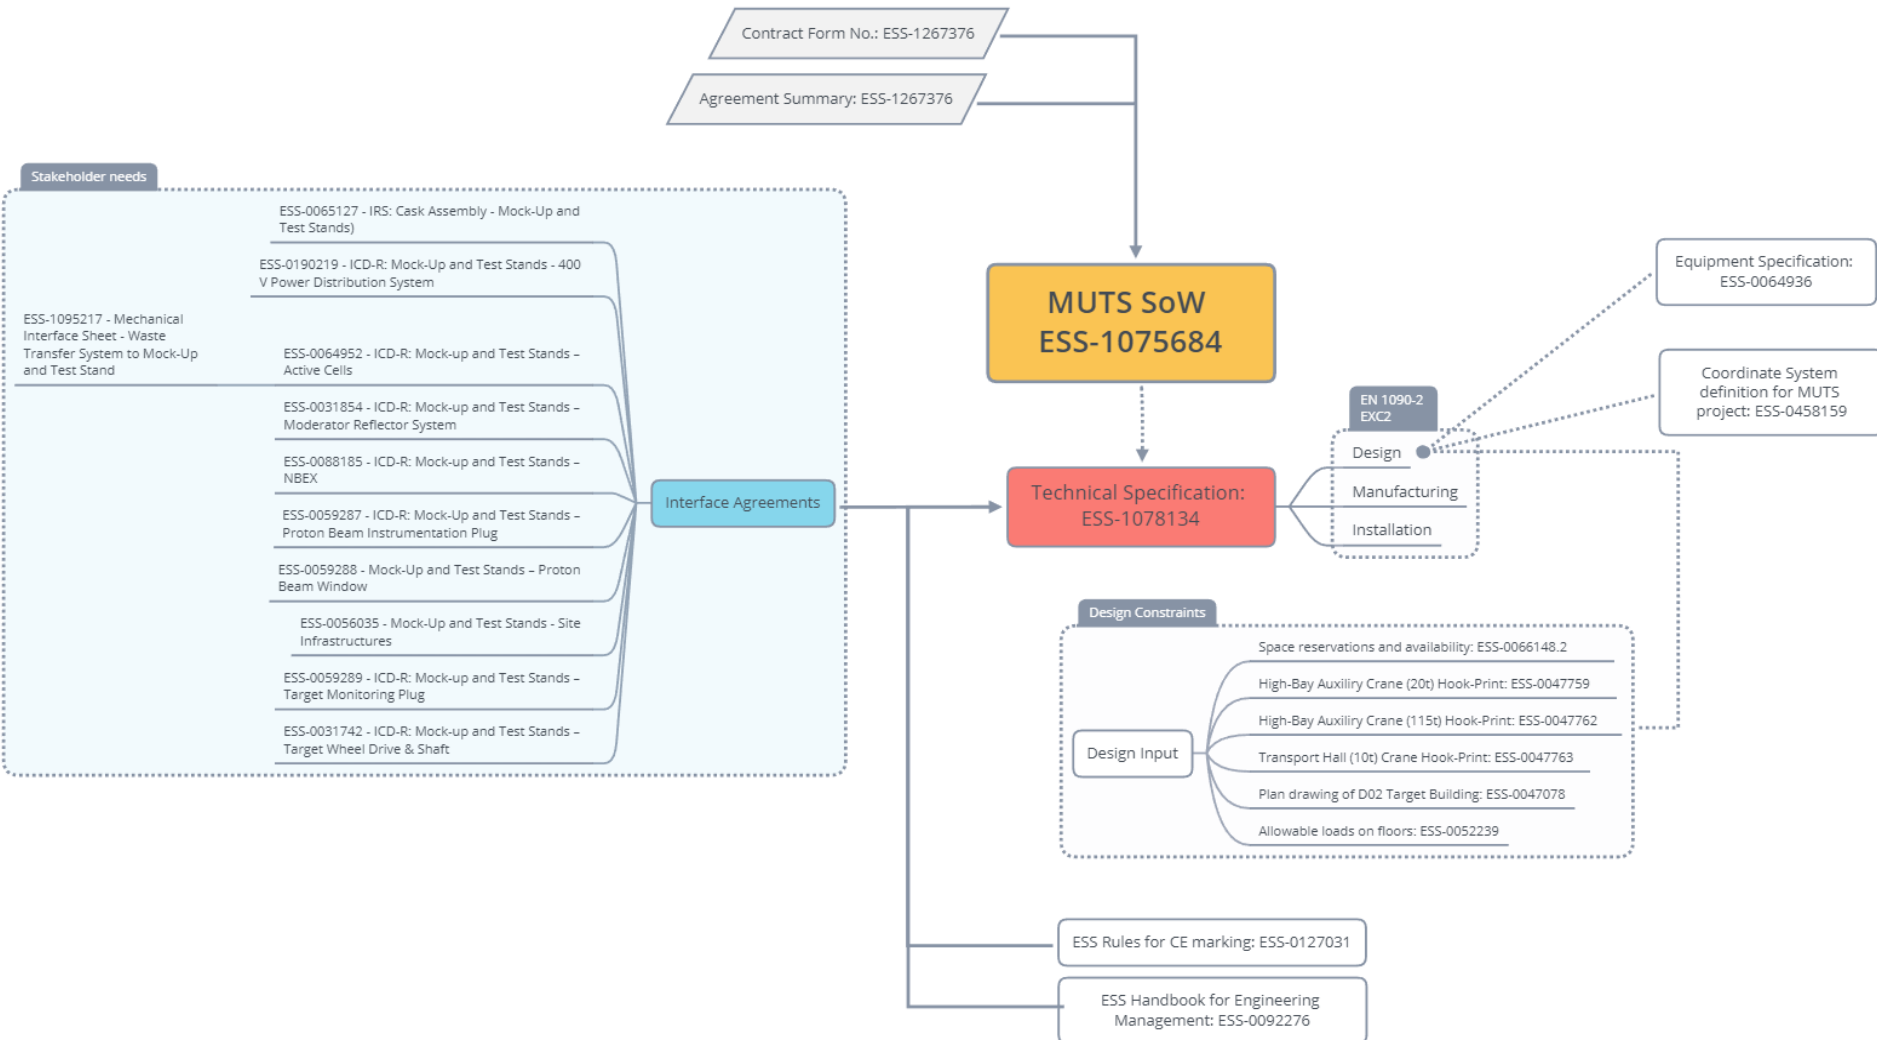 Contract Form No.: ESS-1267376
Agreement Summary: ESS-1267376
Stakeholder needs
ESS-0065127 - IRS: Cask Assembly - Mock-Up and
Test Stands)
ESS-0190219 - ICD-R: Mock-Up and Test Stands - 400
V Power Distribution System
ESS-1095217 - Mechanical
Interface Sheet - Waste
Transfer System to Mock-Up
and Test Stand
ESS-0064952 - ICD-R: Mock-up and Test Stands –
Active Cells
ESS-0031854 - ICD-R: Mock-up and Test Stands –
Moderator Reflector System
ESS-0088185 - ICD-R: Mock-up and Test Stands –
NBEX
ESS-0059287 - ICD-R: Mock-Up and Test Stands –
Proton Beam Instrumentation Plug
ESS-0059288 - Mock-Up and Test Stands – Proton
Beam Window
ESS-0056035 - Mock-Up and Test Stands - Site
Infrastructures
ESS-0059289 - ICD-R: Mock-up and Test Stands –
Target Monitoring Plug
ESS-0031742 - ICD-R: Mock-up and Test Stands –
Target Wheel Drive & Shaft
Interface Agreements
MUTS SoW
ESS-1075684
Technical Specification:
ESS-1078134
EN 1090-2
EXC2
Design
Manufacturing
Installation
Equipment Specification:
ESS-0064936
Coordinate System
definition for MUTS
project: ESS-0458159
Design Constraints
Design Input
Space reservations and availability: ESS-0066148.2
High-Bay Auxiliry Crane (20t) Hook-Print: ESS-0047759
High-Bay Auxiliry Crane (115t) Hook-Print: ESS-0047762
Transport Hall (10t) Crane Hook-Print: ESS-0047763
Plan drawing of D02 Target Building: ESS-0047078
Allowable loads on floors: ESS-0052239
ESS Rules for CE marking: ESS-0127031
ESS Handbook for Engineering
Management: ESS-0092276